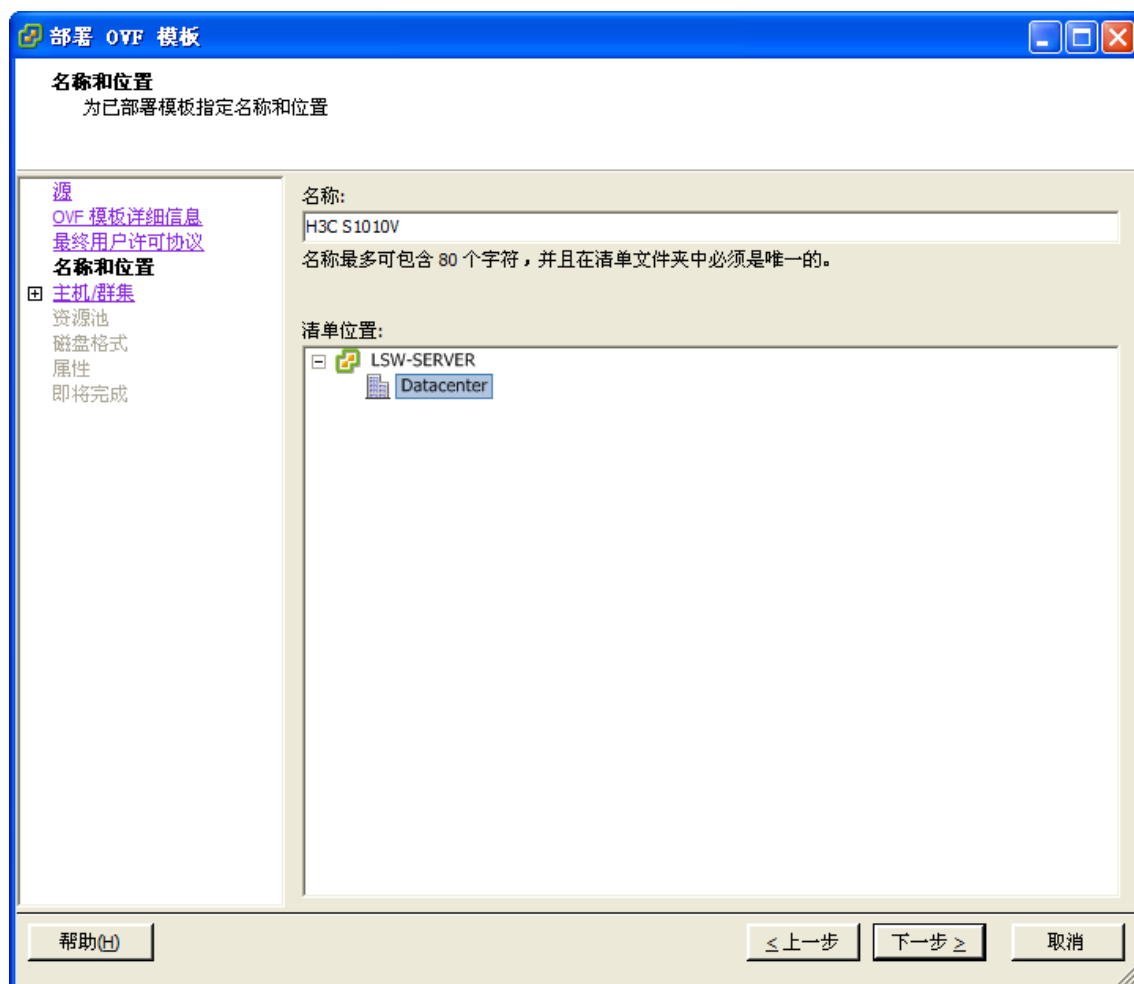 部署 OVF 模板
名称和位置
为已部署模板指定名称和位置
源
OVF 模板详细信息
最终用户许可协议
名称和位置
主机/群集
资源池
磁盘格式
属性
即将完成
名称:
H3C S1010V
名称最多可包含 80 个字符，并且在清单文件夹中必须是唯一的。
清单位置:
LSW-SERVER
Datacenter
帮助(H)
≤上一步
下一步≥
取消